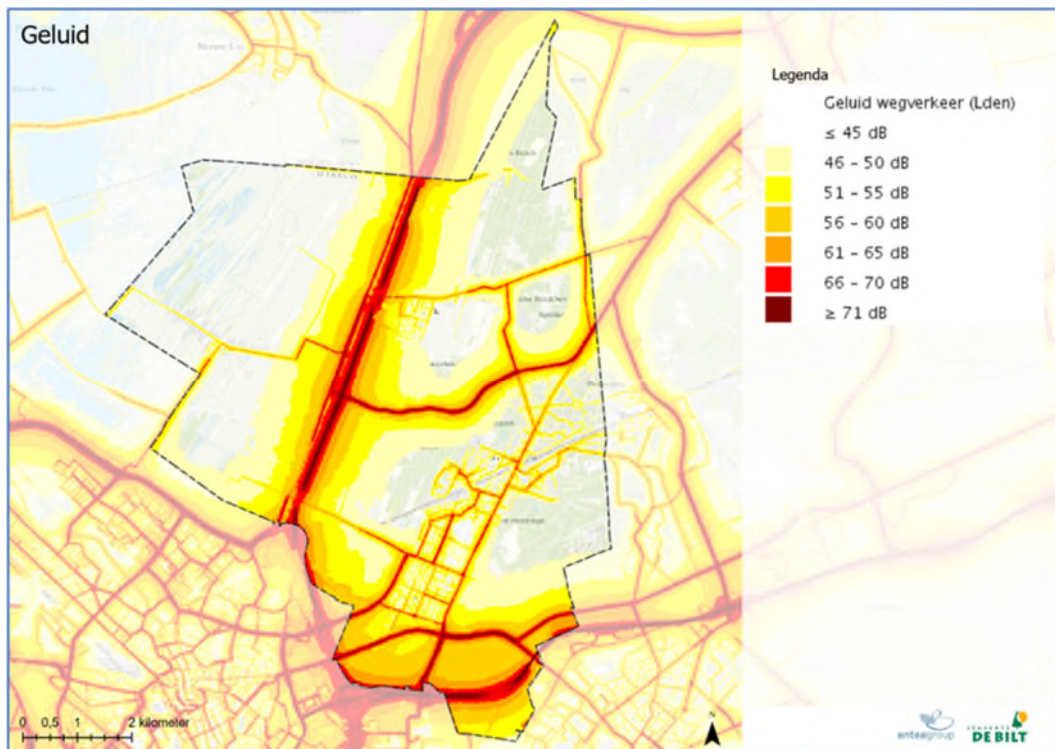 Geluid
Legenda
Geluid wegverkeer (Lden)
≤ 45 dB
46 – 50 dB
51 – 55 dB
56 – 60 dB
61 – 65 dB
66 – 70 dB
≥ 71 dB
0 0,5 1 2 kilometer
anteagroup
GEMEENTE
DE BILT